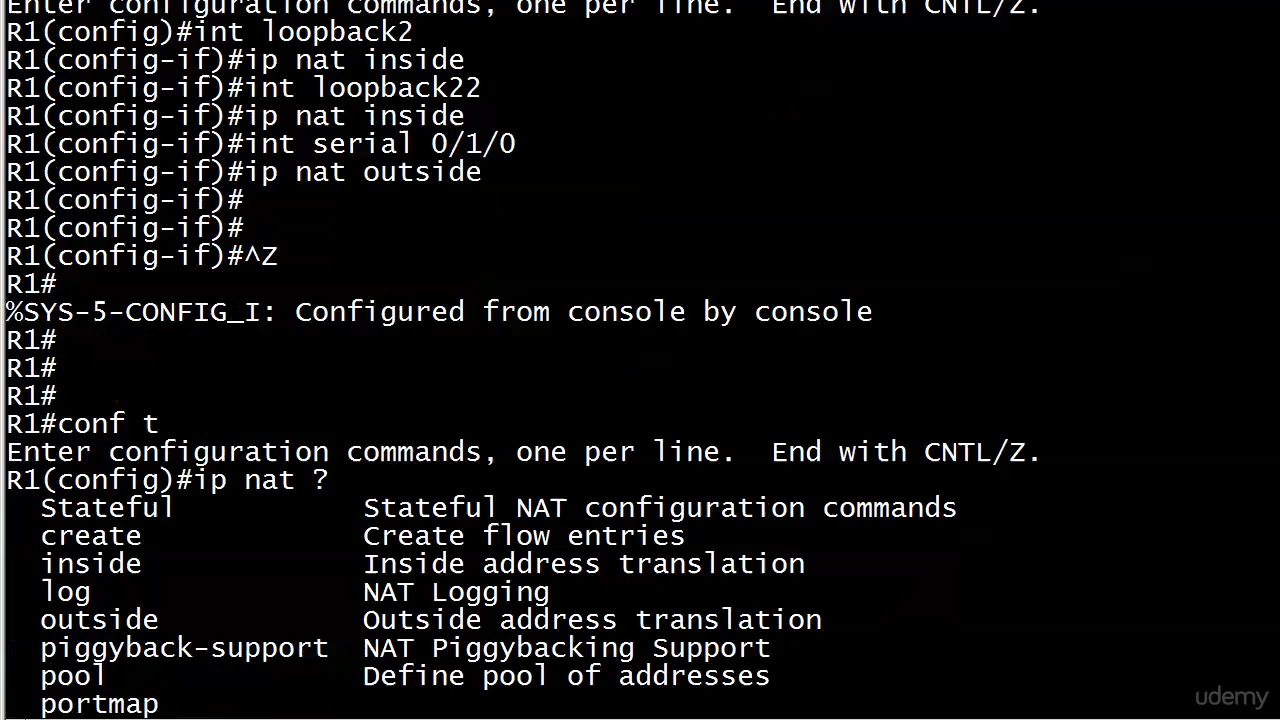 Enter configuration commands, one per line.  End with CNTL/Z.
R1(config)#int loopback2
R1(config-if)#ip nat inside
R1(config-if)#int loopback22
R1(config-if)#ip nat inside
R1(config-if)#int serial 0/1/0
R1(config-if)#ip nat outside
R1(config-if)#
R1(config-if)#
R1(config-if)#^Z
R1#
%SYS-5-CONFIG_I: Configured from console by console
R1#
R1#
R1#
R1#conf t
Enter configuration commands, one per line.  End with CNTL/Z.
R1(config)#ip nat ?
  Stateful           Stateful NAT configuration commands
  create             Create flow entries
  inside             Inside address translation
  log                NAT Logging
  outside            Outside address translation
  piggyback-support  NAT Piggybacking Support
  pool               Define pool of addresses
  portmap
udemy